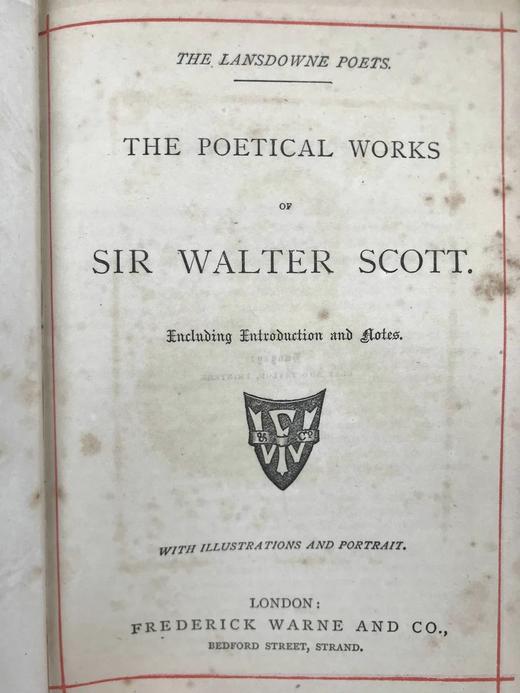 THE LANSDOWNE POETS.
THE POETICAL WORKS
OF
SIR WALTER SCOTT.
Including Introduction and Notes.
F
& Co
W
WITH ILLUSTRATIONS AND PORTRAIT.
LONDON:
FREDERICK WARNE AND CO.,
BEDFORD STREET, STRAND.